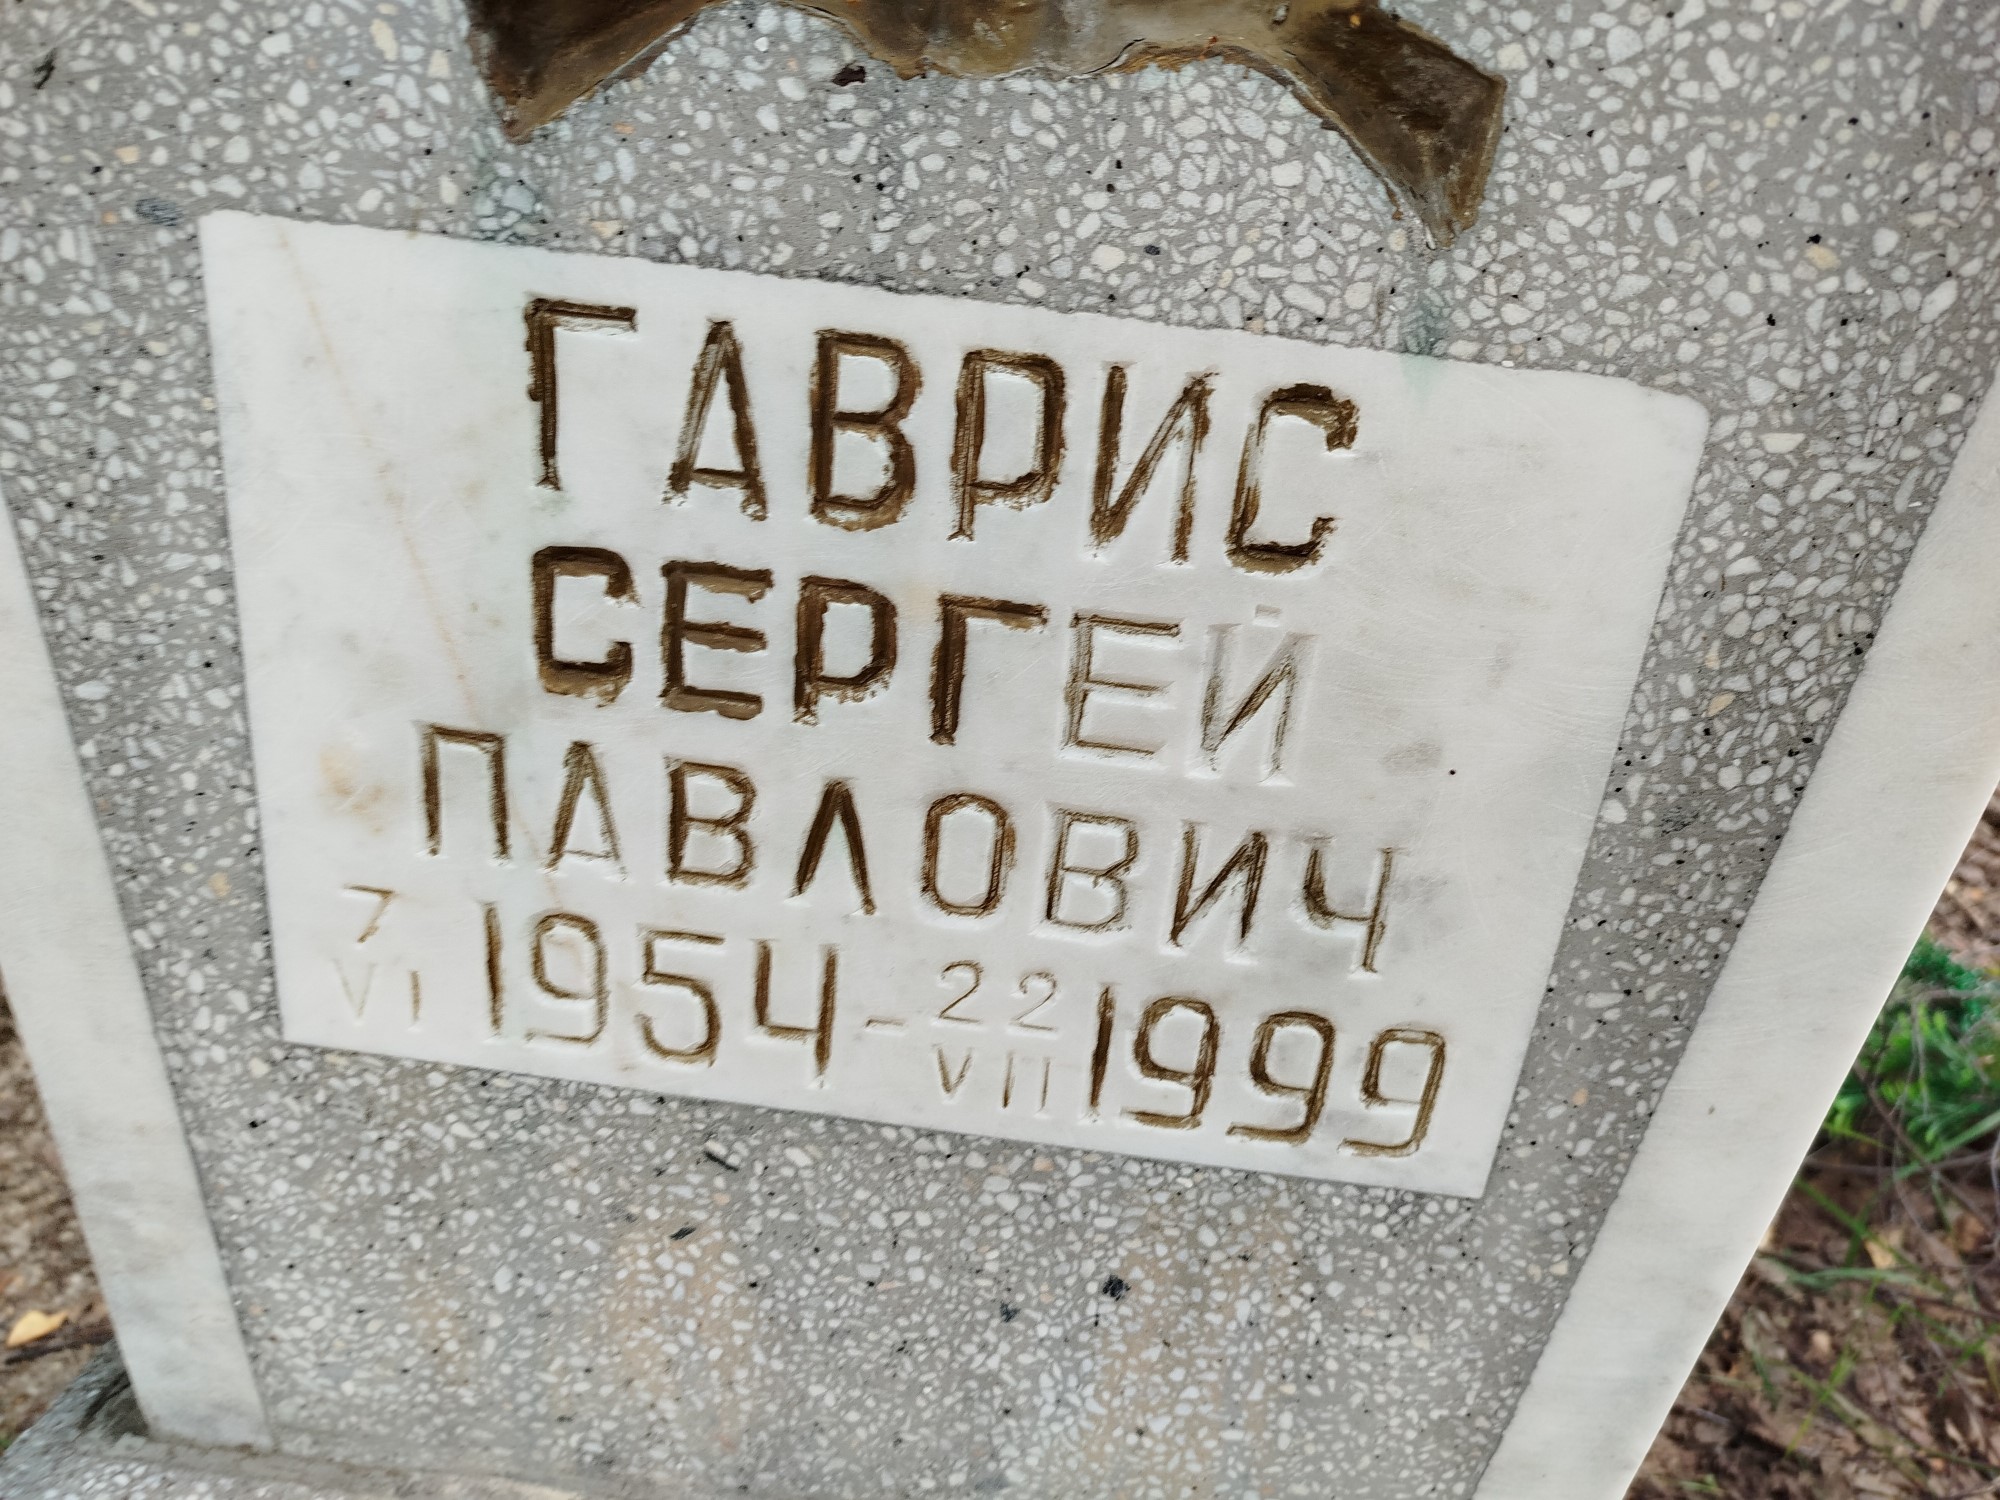 ГАВРИС
СЕРГЕЙ
ПАВЛОВИЧ
7 VI 1954 - 22 VII 1999